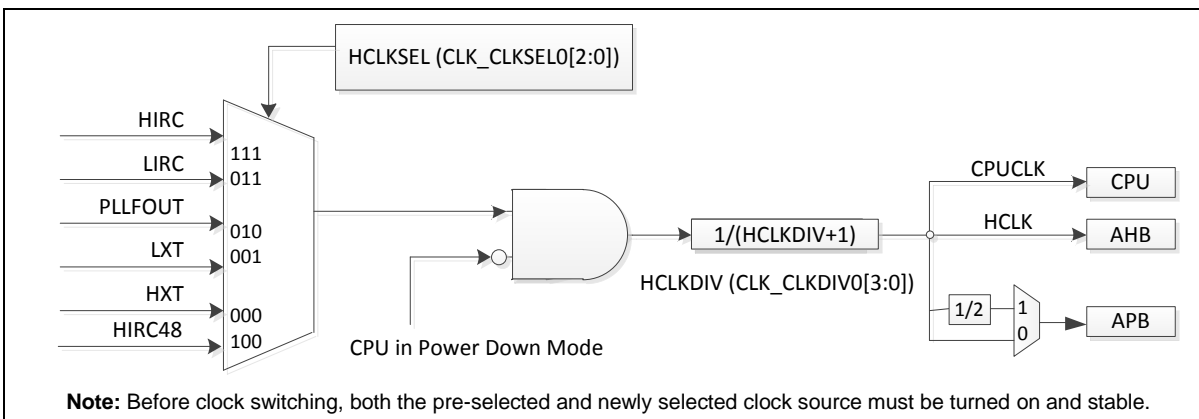 HCLKSEL (CLK_CLKSEL0[2:0])
HIRC
111
LIRC
011
PLLFOUT
010
LXT
001
HXT
000
HIRC48
100
CPU in Power Down Mode
1/(HCLKDIV+1)
HCLKDIV (CLK_CLKDIV0[3:0])
CPUCLK
CPU
HCLK
AHB
1/2
1
0
APB
Note: Before clock switching, both the pre-selected and newly selected clock source must be turned on and stable.